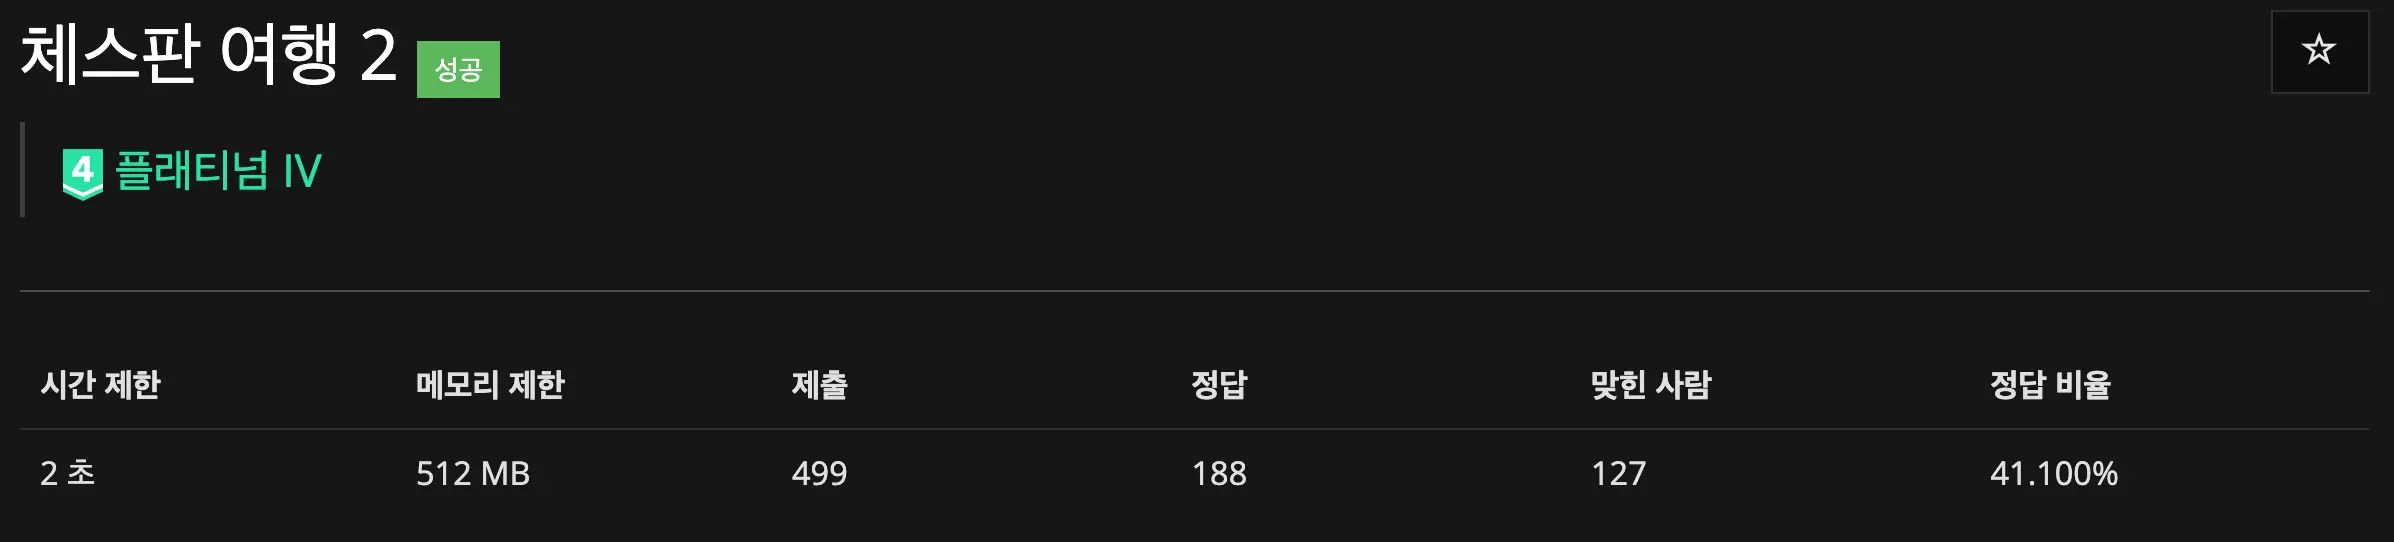 체스판 여행 2 성공
4 플래티넘 IV
시간 제한 메모리 제한 제출 정답 맞힌 사람 정답 비율
2 초 512 MB 499 188 127 41.100%